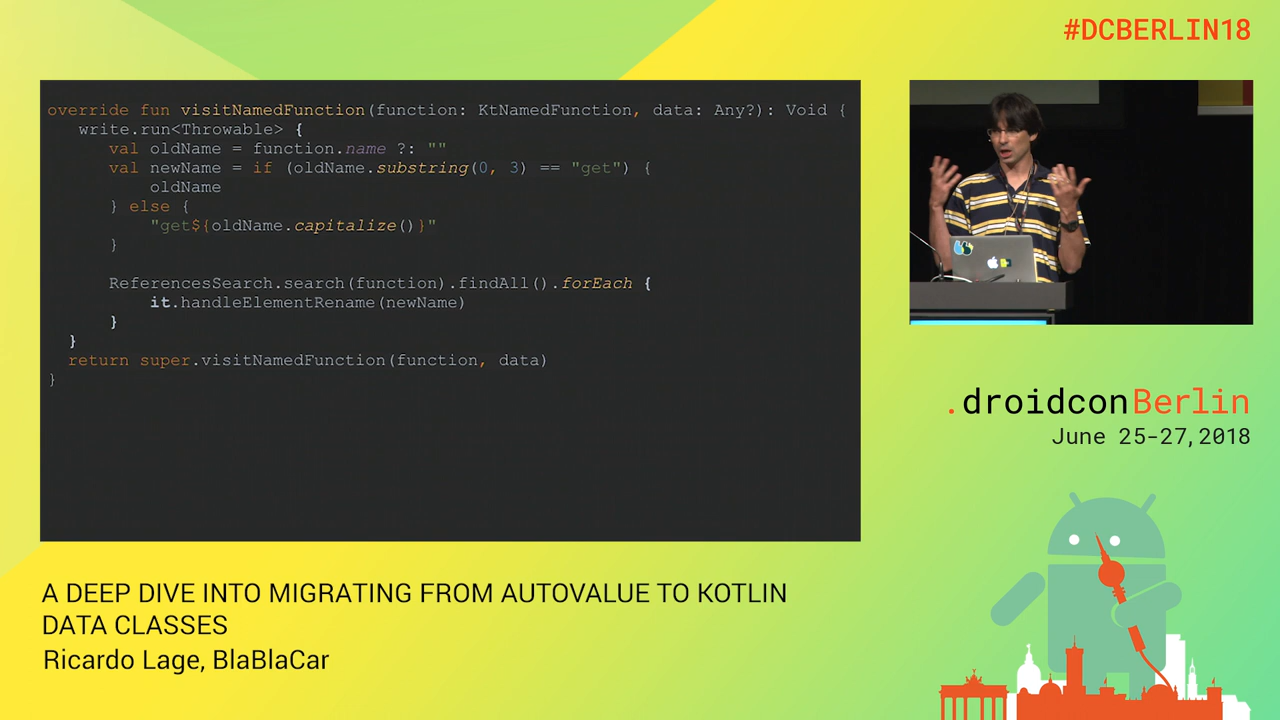 #DCBERLIN18
override fun visitNamedFunction(function: KtNamedFunction, data: Any?): Void {
write.run<Throwable> {
val oldName = function.name ?: ""
val newName = if (oldName.substring(0, 3) == "get") {
oldName
} else {
"get${oldName.capitalize()}"
}
ReferencesSearch.search(function).findAll().forEach {
it.handleElementRename(newName)
}
}
return super.visitNamedFunction(function, data)
}
.droidconBerlin
June 25-27, 2018
A DEEP DIVE INTO MIGRATING FROM AUTOVALUE TO KOTLIN
DATA CLASSES
Ricardo Lage, BlaBlaCar